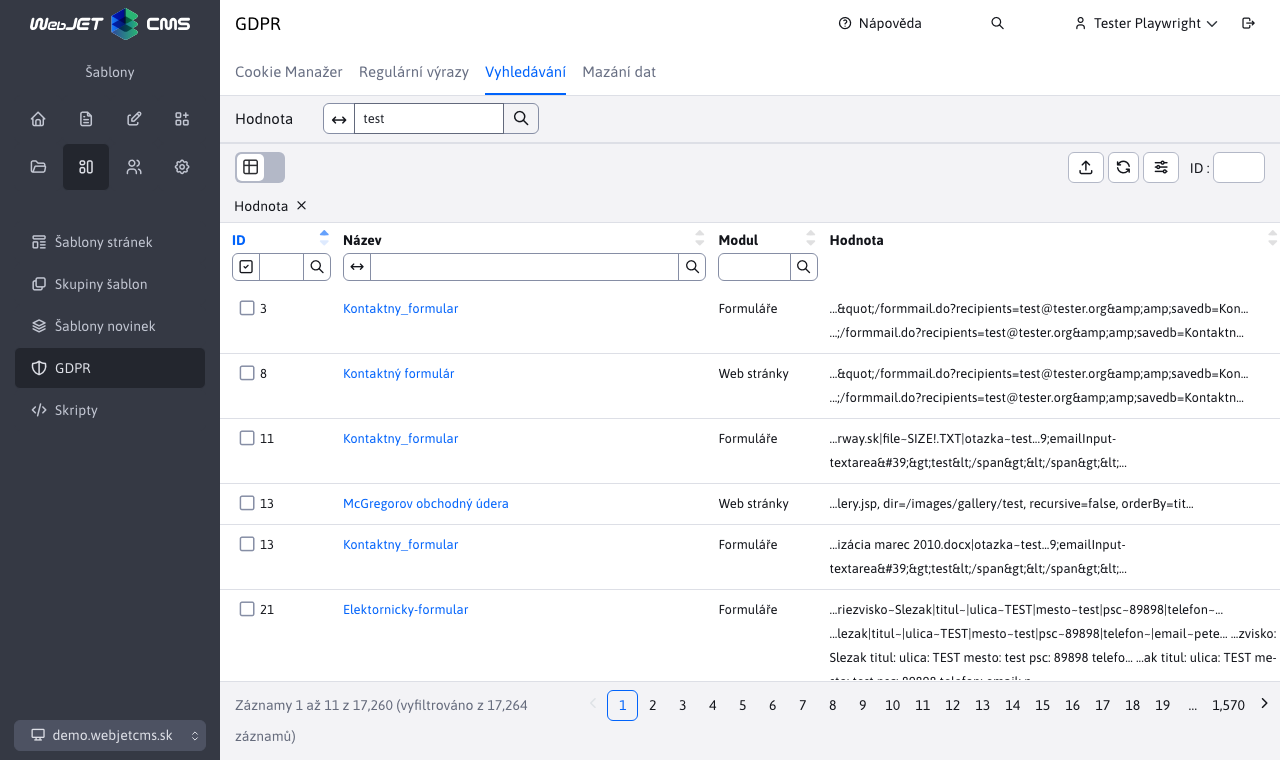 WebJET CMS
Šablony
Šablony stránek
Skupiny šablon
Šablony novinek
GDPR
Skripty
demo.webjetcms.sk
GDPR
Nápověda
Tester Playwright
Cookie Manažer
Regulární výrazy
Vyhledávání
Mazání dat
Hodnota
test
ID :
Hodnota
ID
Název
Modul
Hodnota
3
Kontaktny_formular
Formuláře
...&quot;/formmail.do?recipients=test@tester.org&amp;amp;savedb=Kon...
...;/formmail.do?recipients=test@tester.org&amp;amp;savedb=Kontaktn...
8
Kontaktný formulár
Web stránky
...&quot;/formmail.do?recipients=test@tester.org&amp;amp;savedb=Kon...
...;/formmail.do?recipients=test@tester.org&amp;amp;savedb=Kontaktn...
11
Kontaktny_formular
Formuláře
...rway.sk|file~SIZE!.TXT|otazka~test...9;emailInput-
textarea&#39;&gt;test&lt;/span&gt;&lt;/span&gt;&lt;...
13
McGregorov obchodný údera
Web stránky
...lery.jsp, dir=/images/gallery/test, recursive=false, orderBy=tit...
13
Kontaktny_formular
Formuláře
...izácia marec 2010.docx|otazka~test...9;emailInput-
textarea&#39;&gt;test&lt;/span&gt;&lt;/span&gt;&lt;...
21
Elektornicky-formular
Formuláře
...riezvisko~Slezak|titul~|ulica~TEST|mesto~test|psc~89898|telefon~...
...lezak|titul~|ulica~TEST|mesto~test|psc~89898|telefon~|email~pete... ...zvisko:
Slezak titul: ulica: TEST mesto: test psc: 89898 telefo... ...ak titul: ulica: TEST me-
sto: test psc: 89898 telefon: email: p...
Záznamy 1 až 11 z 17,260 (vyfiltrováno z 17,264
záznamů)
1 2 3 4 5 6 7 8 9 10 11 12 13 14 15 16 17 18 19 ... 1,570